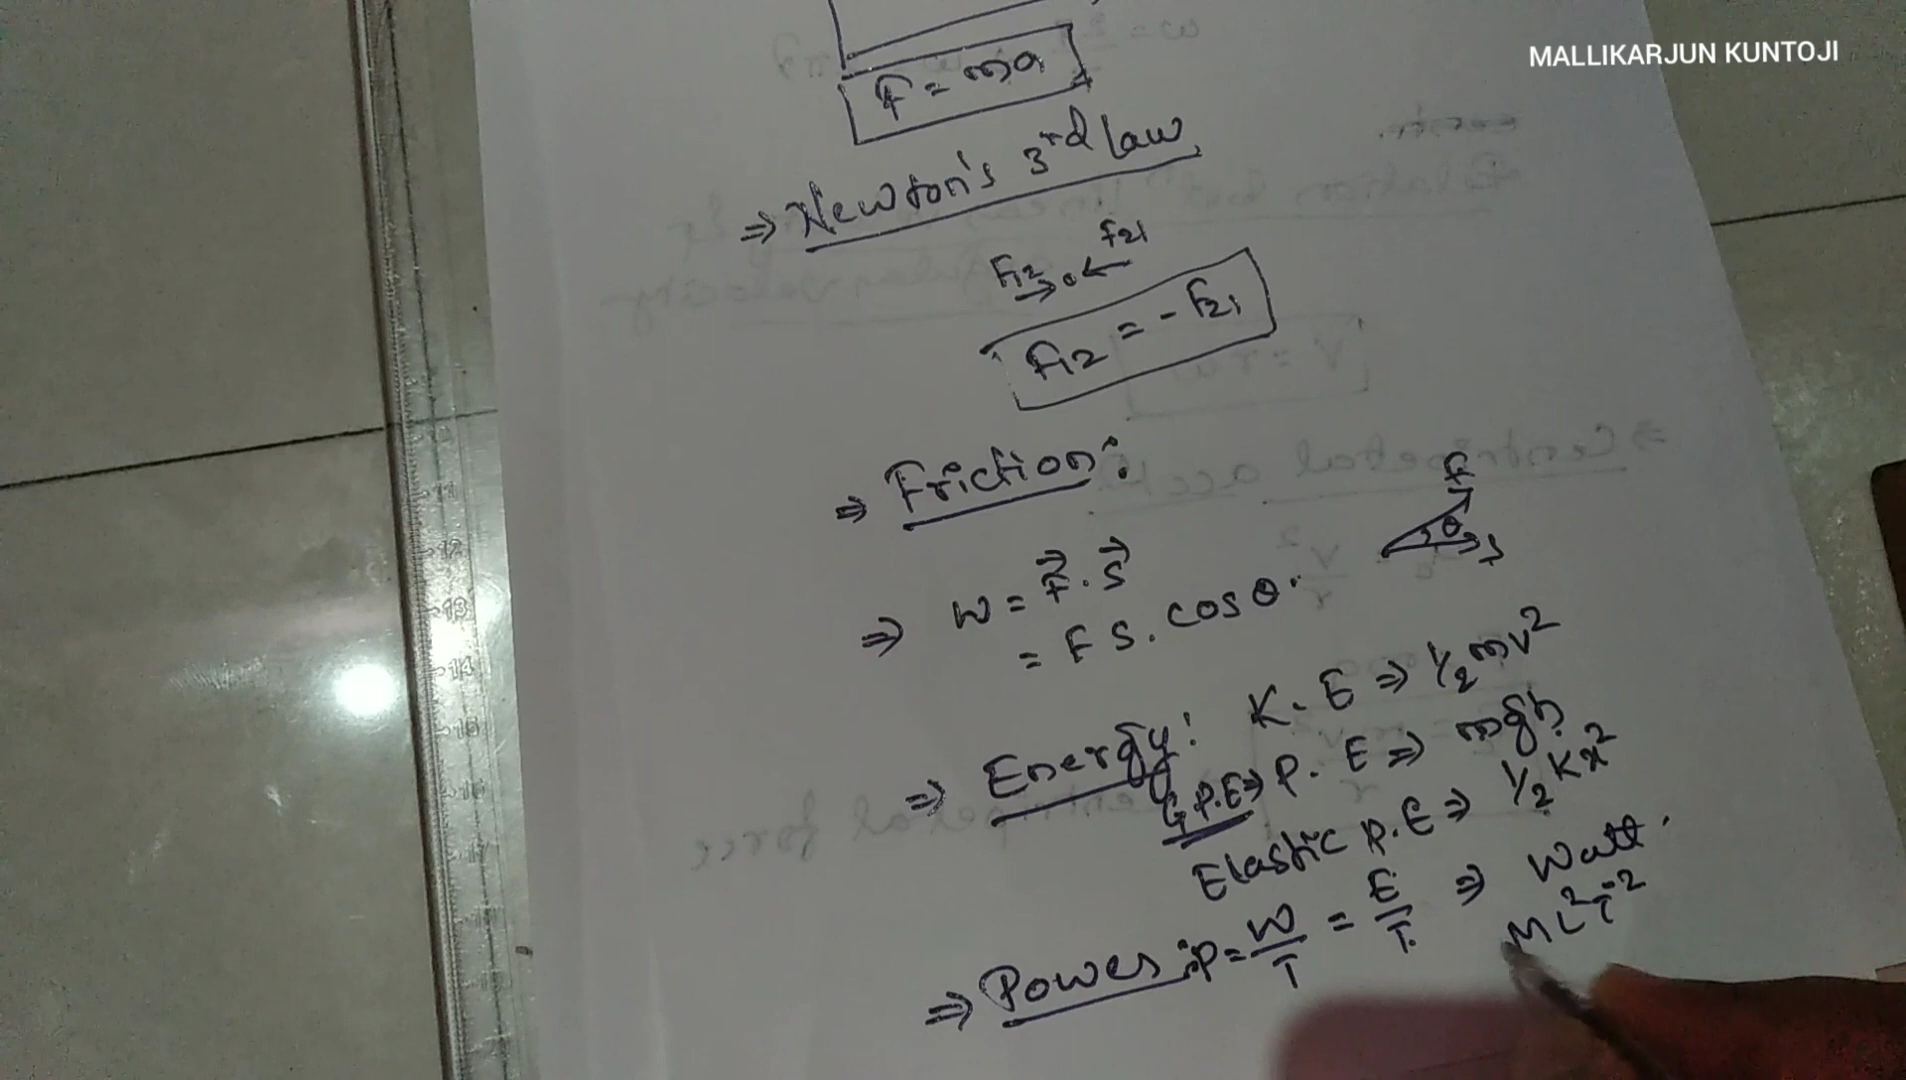 MALLIKARJUN KUNTOJI
F = ma
⇒ Newton's 3rd law
F12 F21
F12 = - F21
⇒ Friction:
F
θ
s
⇒ W = F⃗ . S⃗
= F S . cos θ .
⇒ Energy: K.E ⇒ 1/2 mv²
G.P.E ⇒ P.E ⇒ mgh
Elastic P.E ⇒ 1/2 Kx²
⇒ Power: P = W/T = E/T ⇒ Watt.
ML²T⁻²